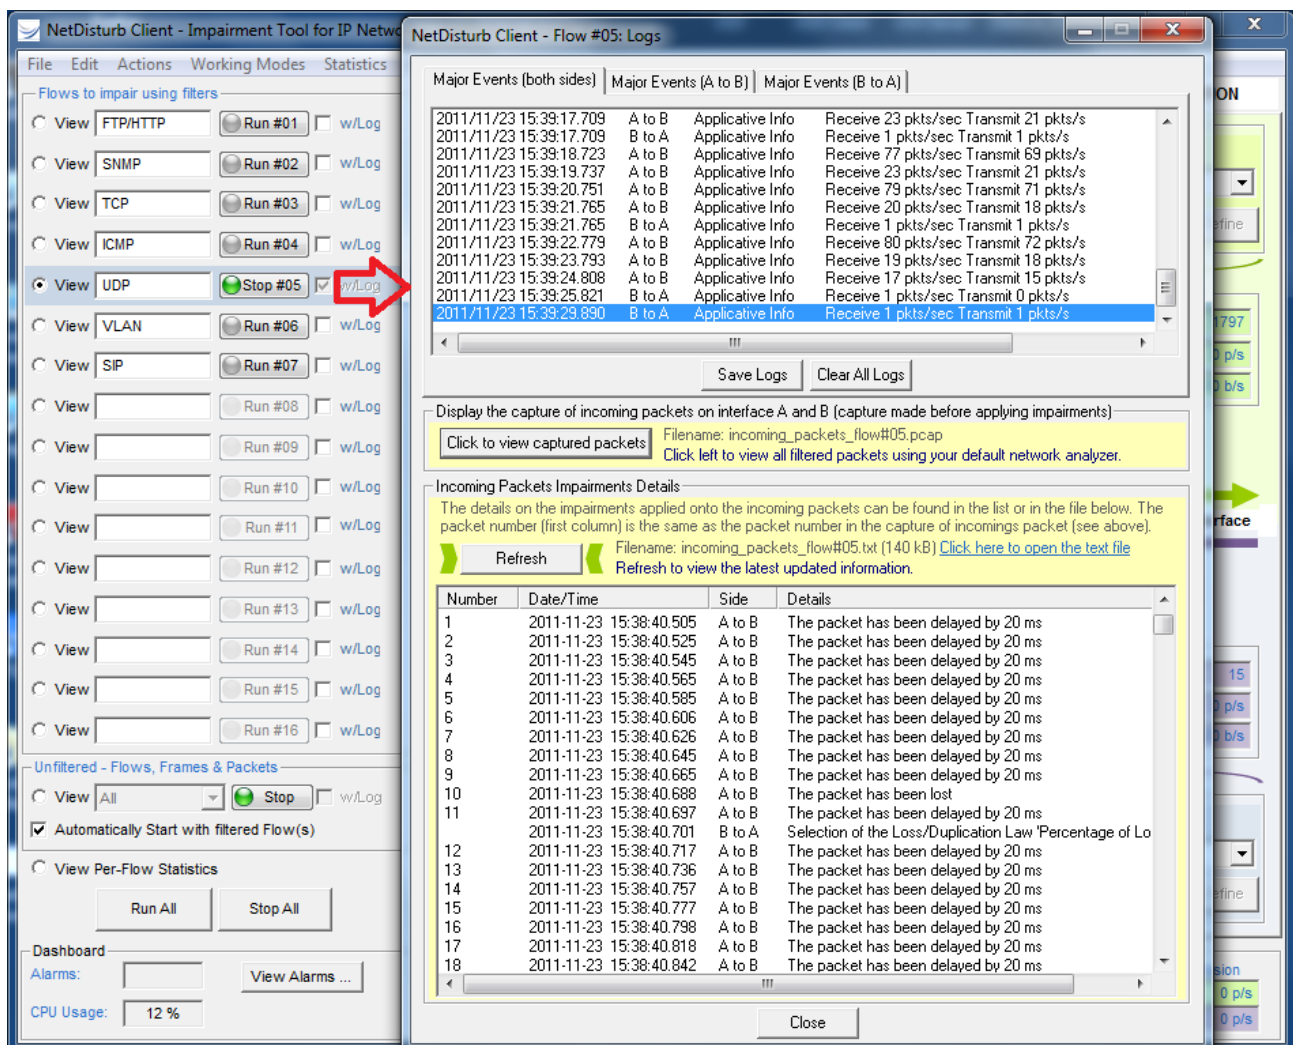 NetDisturb Client - Impairment Tool for IP Netwo
File Edit Actions Working Modes Statistics
Flows to impair using filters
View FTP/HTTP Run #01 w/Log
View SNMP Run #02 w/Log
View TCP Run #03 w/Log
View ICMP Run #04 w/Log
View UDP Stop #05 w/Log
View VLAN Run #06 w/Log
View SIP Run #07 w/Log
View Run #08 w/Log
View Run #09 w/Log
View Run #10 w/Log
View Run #11 w/Log
View Run #12 w/Log
View Run #13 w/Log
View Run #14 w/Log
View Run #15 w/Log
View Run #16 w/Log
Unfiltered - Flows, Frames & Packets
View All Stop w/Log
Automatically Start with filtered Flow(s)
View Per-Flow Statistics
Run All Stop All
Dashboard
Alarms: View Alarms ...
CPU Usage: 12 %
NetDisturb Client - Flow #05: Logs
Major Events (both sides) Major Events (A to B) Major Events (B to A)
2011/11/23 15:39:17.709 A to B Applicative Info Receive 23 pkts/sec Transmit 21 pkts/s
2011/11/23 15:39:17.709 B to A Applicative Info Receive 1 pkts/sec Transmit 1 pkts/s
2011/11/23 15:39:18.723 A to B Applicative Info Receive 77 pkts/sec Transmit 69 pkts/s
2011/11/23 15:39:19.737 A to B Applicative Info Receive 23 pkts/sec Transmit 21 pkts/s
2011/11/23 15:39:20.751 A to B Applicative Info Receive 79 pkts/sec Transmit 71 pkts/s
2011/11/23 15:39:21.765 A to B Applicative Info Receive 20 pkts/sec Transmit 18 pkts/s
2011/11/23 15:39:21.765 B to A Applicative Info Receive 1 pkts/sec Transmit 1 pkts/s
2011/11/23 15:39:22.779 A to B Applicative Info Receive 80 pkts/sec Transmit 72 pkts/s
2011/11/23 15:39:23.793 A to B Applicative Info Receive 19 pkts/sec Transmit 18 pkts/s
2011/11/23 15:39:24.808 A to B Applicative Info Receive 17 pkts/sec Transmit 15 pkts/s
2011/11/23 15:39:25.821 B to A Applicative Info Receive 1 pkts/sec Transmit 0 pkts/s
2011/11/23 15:39:29.890 B to A Applicative Info Receive 1 pkts/sec Transmit 1 pkts/s
Save Logs Clear All Logs
Display the capture of incoming packets on interface A and B (capture made before applying impairments)
Click to view captured packets
Filename: incoming_packets_flow#05.pcap
Click left to view all filtered packets using your default network analyzer.
Incoming Packets Impairments Details
The details on the impairments applied onto the incoming packets can be found in the list or in the file below. The
packet number (first column) is the same as the packet number in the capture of incomings packet (see above).
Refresh
Filename: incoming_packets_flow#05.txt (140 kB) Click here to open the text file
Refresh to view the latest updated information.
Number Date/Time Side Details
1 2011-11-23 15:38:40.505 A to B The packet has been delayed by 20 ms
2 2011-11-23 15:38:40.525 A to B The packet has been delayed by 20 ms
3 2011-11-23 15:38:40.545 A to B The packet has been delayed by 20 ms
4 2011-11-23 15:38:40.565 A to B The packet has been delayed by 20 ms
5 2011-11-23 15:38:40.585 A to B The packet has been delayed by 20 ms
6 2011-11-23 15:38:40.606 A to B The packet has been delayed by 20 ms
7 2011-11-23 15:38:40.626 A to B The packet has been delayed by 20 ms
8 2011-11-23 15:38:40.645 A to B The packet has been delayed by 20 ms
9 2011-11-23 15:38:40.665 A to B The packet has been delayed by 20 ms
10 2011-11-23 15:38:40.688 A to B The packet has been lost
11 2011-11-23 15:38:40.697 A to B The packet has been delayed by 20 ms
2011-11-23 15:38:40.701 B to A Selection of the Loss/Duplication Law 'Percentage of Lo
12 2011-11-23 15:38:40.717 A to B The packet has been delayed by 20 ms
13 2011-11-23 15:38:40.736 A to B The packet has been delayed by 20 ms
14 2011-11-23 15:38:40.757 A to B The packet has been delayed by 20 ms
15 2011-11-23 15:38:40.777 A to B The packet has been delayed by 20 ms
16 2011-11-23 15:38:40.798 A to B The packet has been delayed by 20 ms
17 2011-11-23 15:38:40.818 A to B The packet has been delayed by 20 ms
18 2011-11-23 15:38:40.842 A to B The packet has been delayed by 20 ms
Close
ON
efine
1797
0 p/s
0 b/s
rface
15
0 p/s
0 b/s
efine
sion
0 p/s
0 p/s